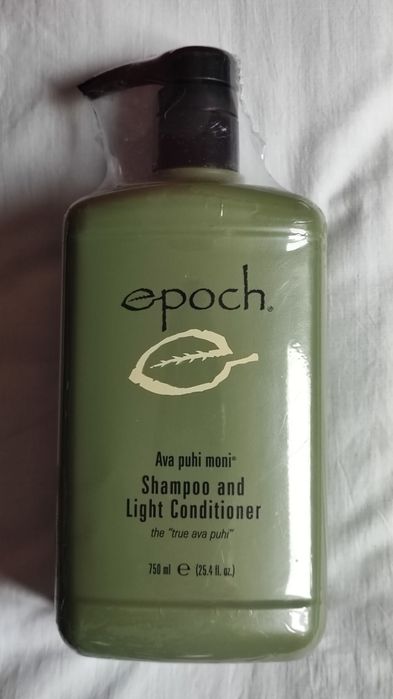 epoch®
Ava puhi moni®
Shampoo and
Light Conditioner
the "true ava puhi"
750 ml ℮ (25.4 fl. oz.)